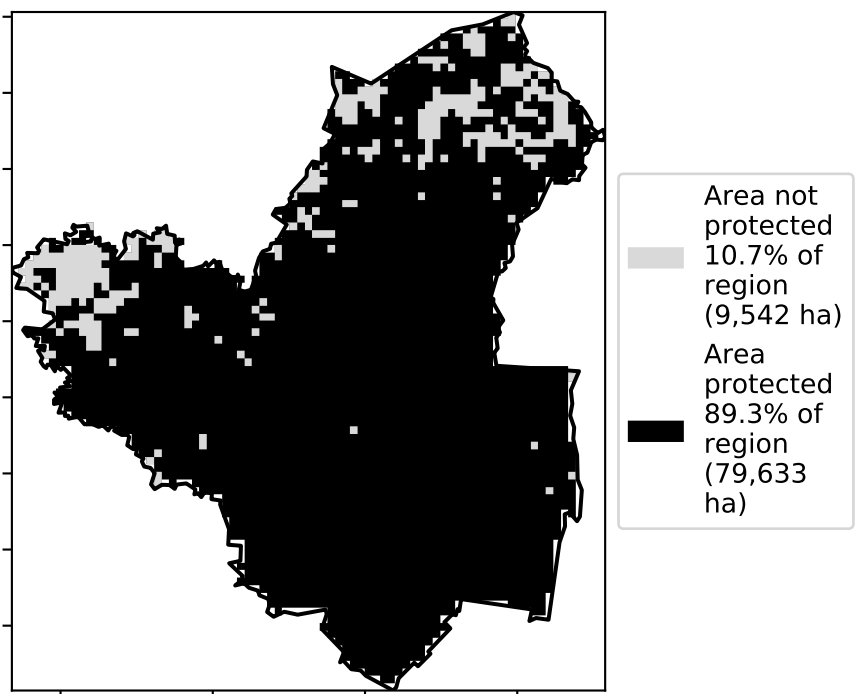 Area not
protected
10.7% of
region
(9,542 ha)
Area
protected
89.3% of
region
(79,633
ha)